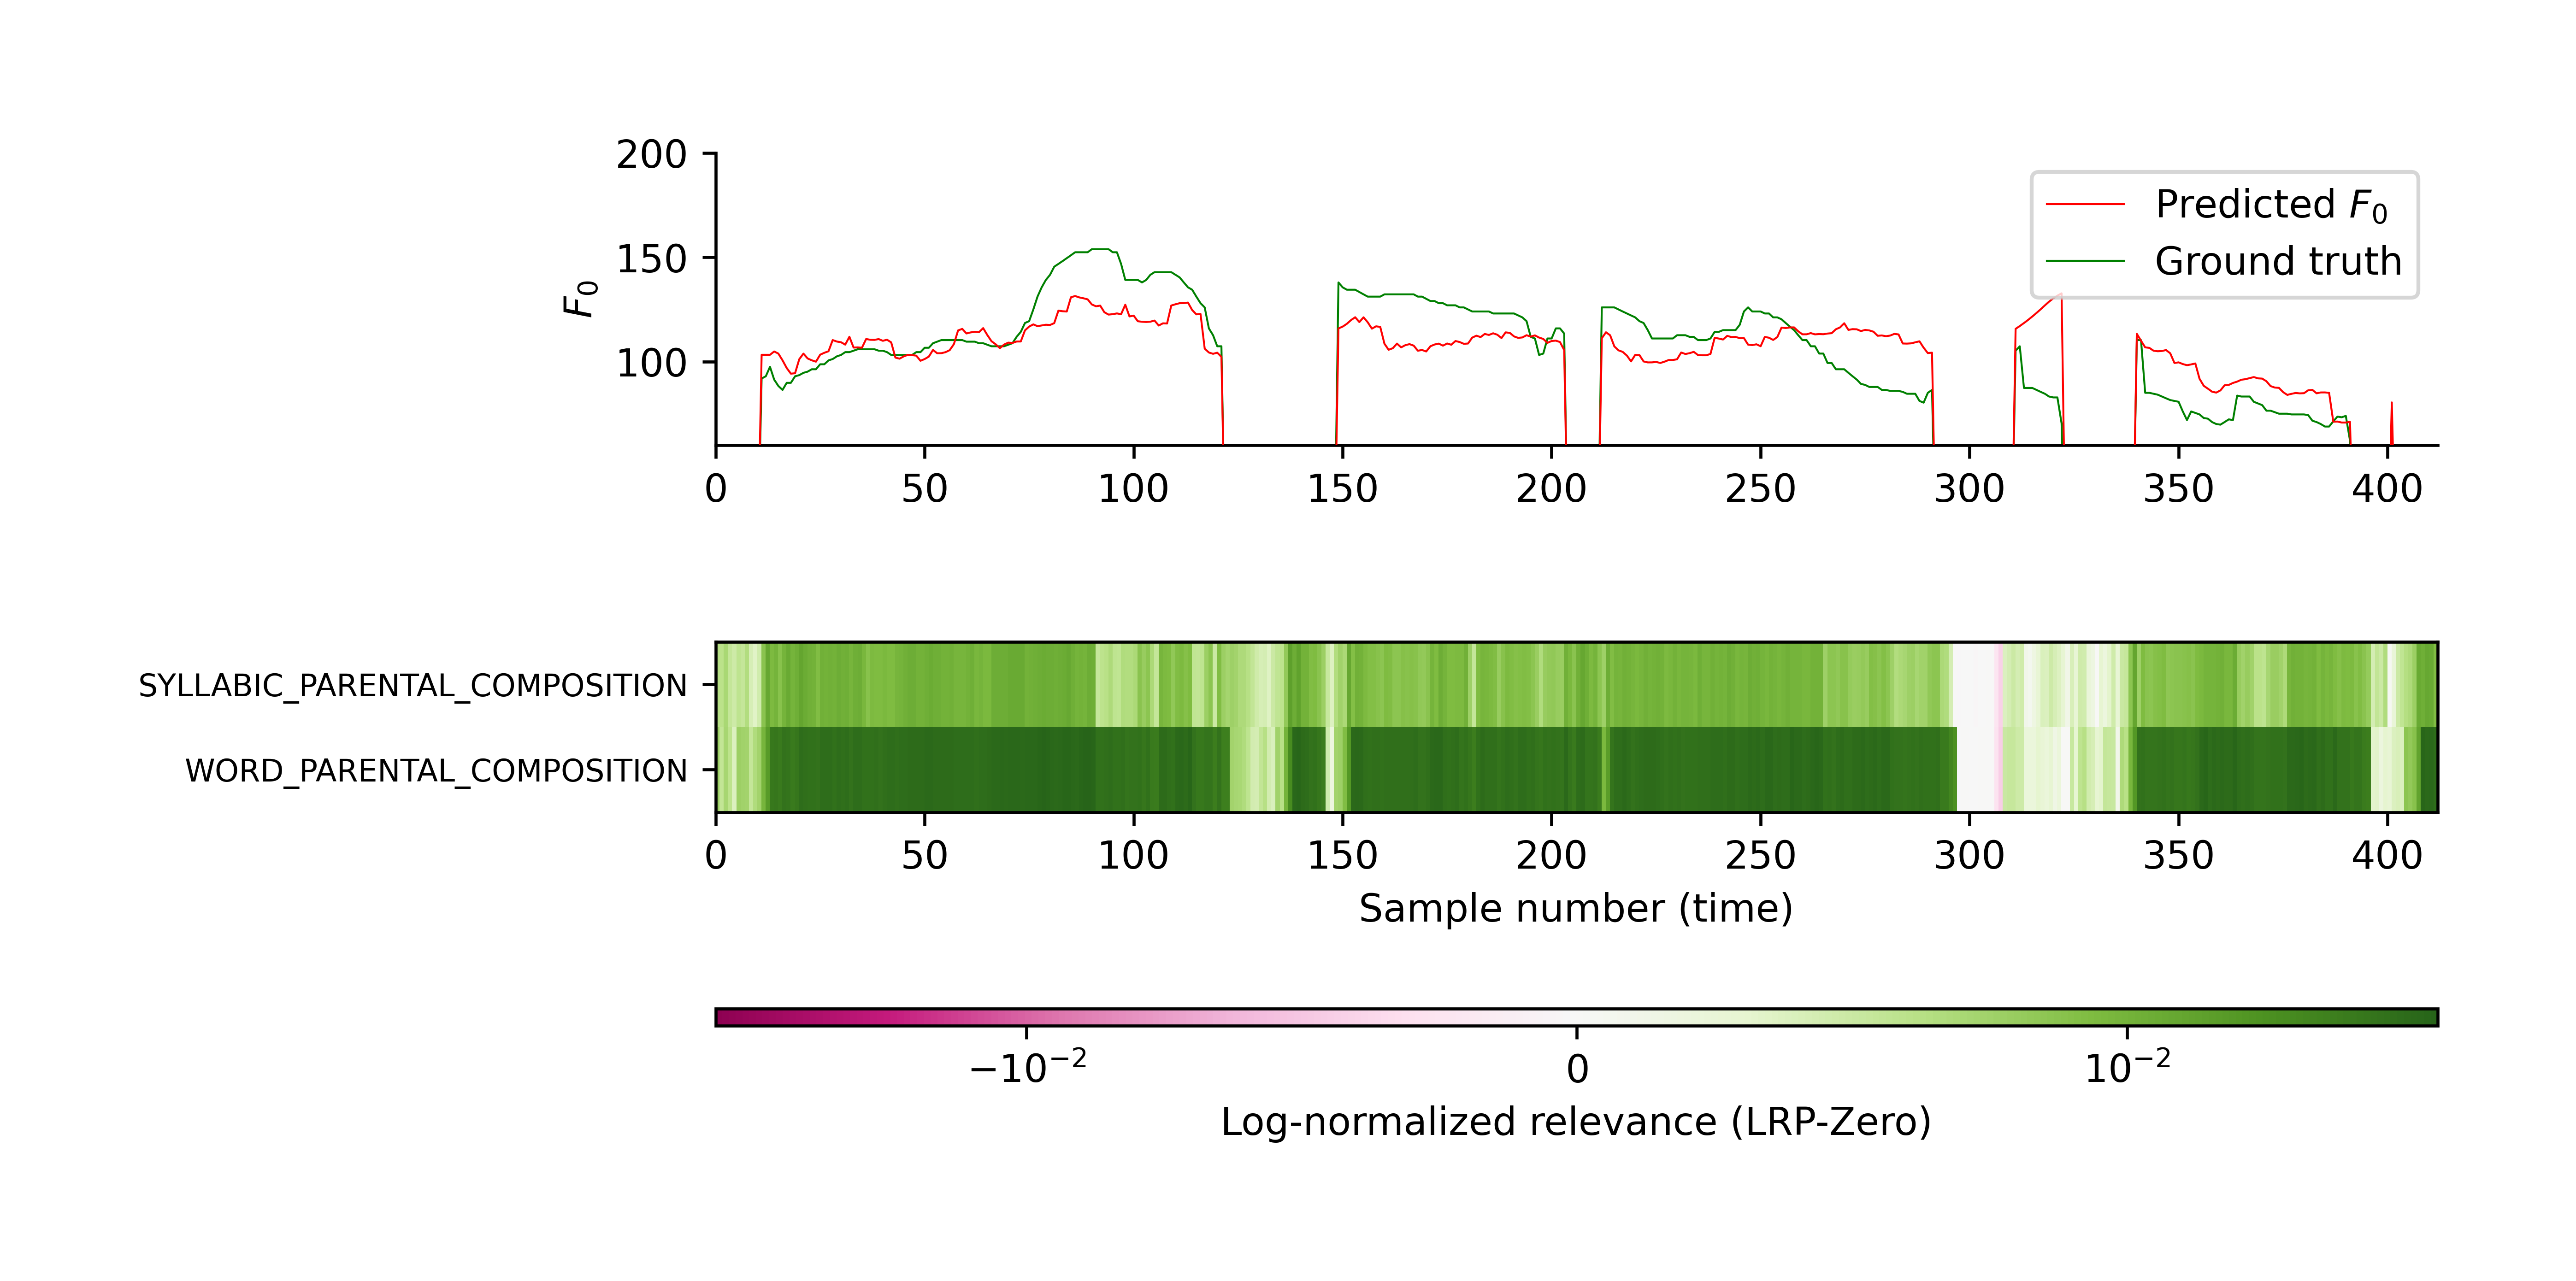 200
150
100
F₀
Predicted F₀
Ground truth
0 50 100 150 200 250 300 350 400
SYLLABIC_PARENTAL_COMPOSITION
WORD_PARENTAL_COMPOSITION
0 50 100 150 200 250 300 350 400
Sample number (time)
−10⁻² 0 10⁻²
Log-normalized relevance (LRP-Zero)